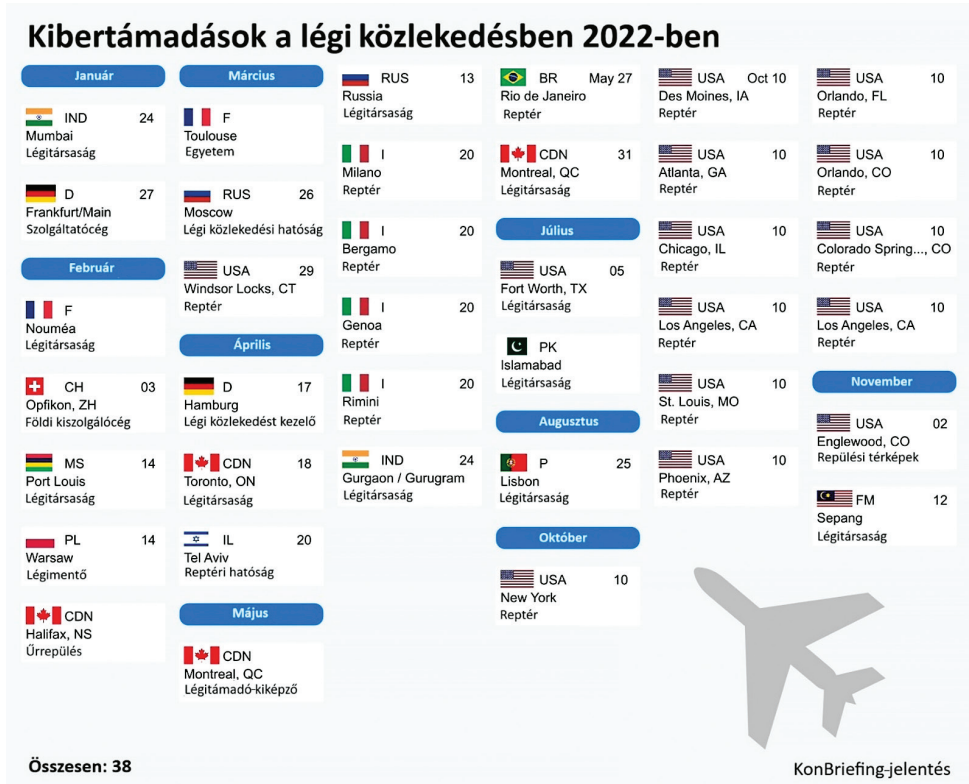 Kibertámadások a légi közlekedésben 2022-ben
Január
IND 24
Mumbai
Légitársaság
D 27
Frankfurt/Main
Szolgáltatócég
Február
F
Nouméa
Légitársaság
CH 03
Opfikon, ZH
Földi kiszolgálócég
MS 14
Port Louis
Légitársaság
PL 14
Warsaw
Légimentő
CDN
Halifax, NS
Űrrepülés
Március
F
Toulouse
Egyetem
RUS 26
Moscow
Légi közlekedési hatóság
USA 29
Windsor Locks, CT
Reptér
Április
D 17
Hamburg
Légi közlekedést kezelő
CDN 18
Toronto, ON
Légitársaság
IL 20
Tel Aviv
Reptéri hatóság
Május
CDN
Montreal, QC
Légitámadó-kiképző
RUS 13
Russia
Légitársaság
I 20
Milano
Reptér
I 20
Bergamo
Reptér
I 20
Genoa
Reptér
I 20
Rimini
Reptér
IND 24
Gurgaon / Gurugram
Légitársaság
BR May 27
Rio de Janeiro
Reptér
CDN 31
Montreal, QC
Légitársaság
Július
USA 05
Fort Worth, TX
Légitársaság
PK
Islamabad
Légitársaság
Augusztus
P 25
Lisbon
Légitársaság
Október
USA 10
New York
Reptér
USA Oct 10
Des Moines, IA
Reptér
USA 10
Atlanta, GA
Reptér
USA 10
Chicago, IL
Reptér
USA 10
Los Angeles, CA
Reptér
USA 10
St. Louis, MO
Reptér
USA 10
Phoenix, AZ
Reptér
USA 10
Orlando, FL
Reptér
USA 10
Orlando, CO
Reptér
USA 10
Colorado Spring..., CO
Reptér
USA 10
Los Angeles, CA
Reptér
November
USA 02
Englewood, CO
Repülési térképek
FM 12
Sepang
Légitársaság
Összesen: 38
KonBriefing-jelentés